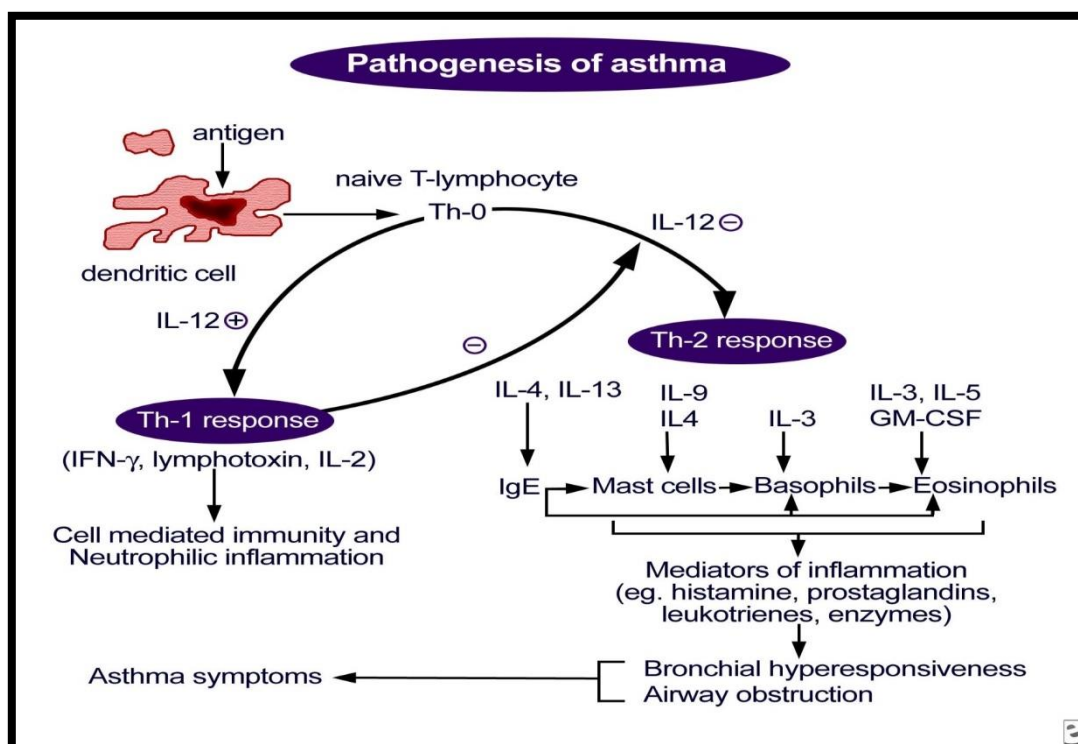 Pathogenesis of asthma
antigen
naive T-lymphocyte
Th-0
IL-12 ⊖
dendritic cell
IL-12 ⊕
⊖
Th-2 response
Th-1 response
(IFN-γ, lymphotoxin, IL-2)
IL-4, IL-13
IL-9
IL4
IL-3
IL-3, IL-5
GM-CSF
IgE
Mast cells
Basophils
Eosinophils
Cell mediated immunity and
Neutrophilic inflammation
Mediators of inflammation
(eg. histamine, prostaglandins,
leukotrienes, enzymes)
Bronchial hyperesponsiveness
Airway obstruction
Asthma symptoms